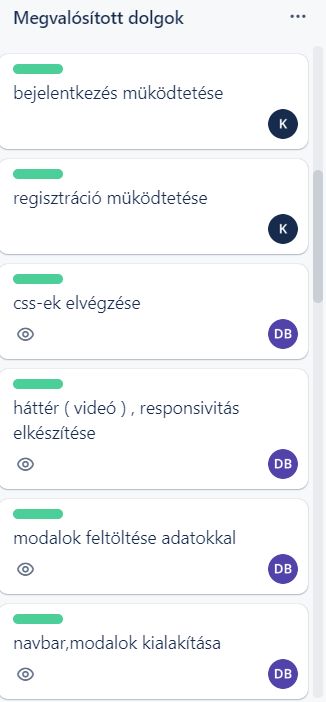 Megvalósított dolgok
bejelentkezés müködtetése
K
regisztráció müködtetése
K
css-ek elvégzése
DB
háttér ( videó ) , responsivitás
elkészítése
DB
modalok feltöltése adatokkal
DB
navbar,modalok kialakítása
DB